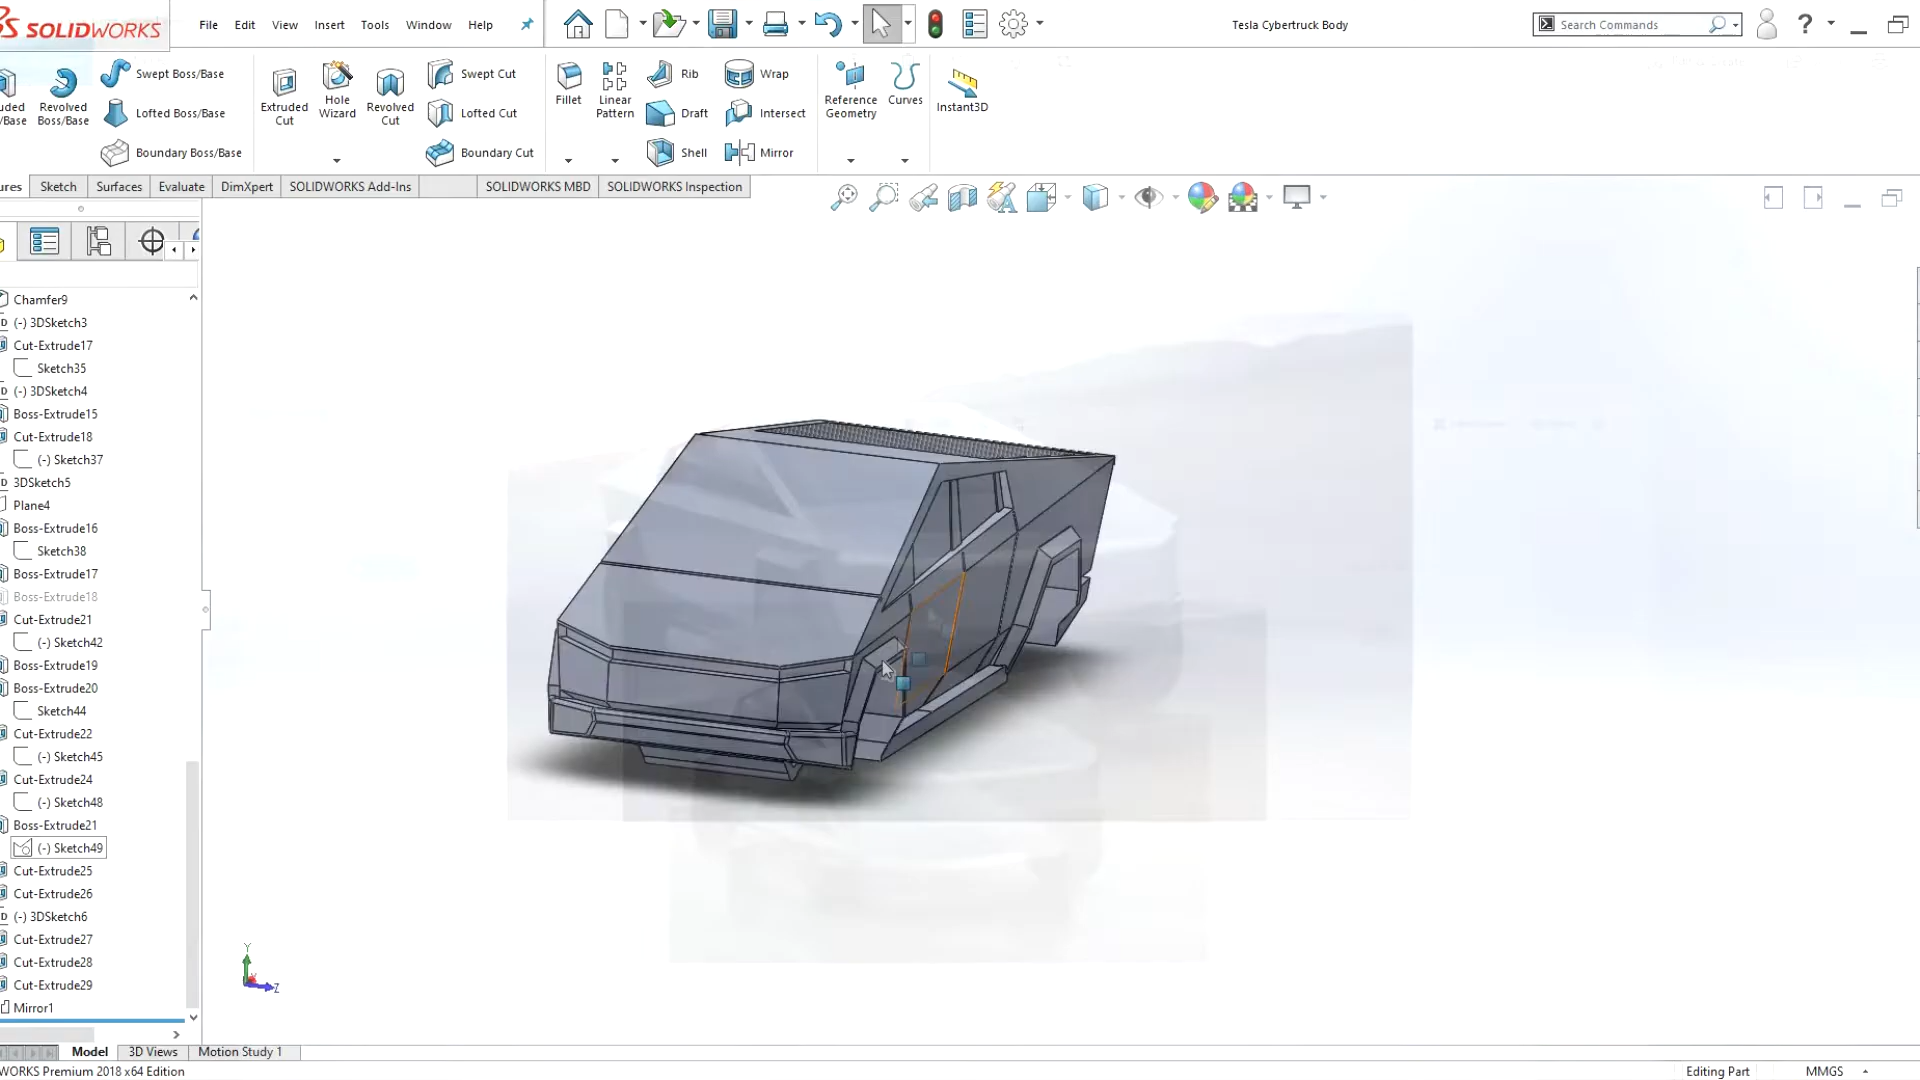 SOLIDWORKS File Edit View Insert Tools Window Help Tesla Cybertruck Body Search Commands ?
uded
/Base
Revolved
Boss/Base
Swept Boss/Base
Lofted Boss/Base
Boundary Boss/Base
Extruded
Cut
Hole
Wizard
Revolved
Cut
Swept Cut
Lofted Cut
Boundary Cut
Fillet
Linear
Pattern
Rib
Draft
Shell
Wrap
Intersect
Mirror
Reference
Geometry
Curves
Instant3D
ures Sketch Surfaces Evaluate DimXpert SOLIDWORKS Add-Ins SOLIDWORKS MBD SOLIDWORKS Inspection
Chamfer9
(-) 3DSketch3
Cut-Extrude17
Sketch35
(-) 3DSketch4
Boss-Extrude15
Cut-Extrude18
(-) Sketch37
3DSketch5
Plane4
Boss-Extrude16
Sketch38
Boss-Extrude17
Boss-Extrude18
Cut-Extrude21
(-) Sketch42
Boss-Extrude19
Boss-Extrude20
Sketch44
Cut-Extrude22
(-) Sketch45
Cut-Extrude24
(-) Sketch48
Boss-Extrude21
(-) Sketch49
Cut-Extrude25
Cut-Extrude26
(-) 3DSketch6
Cut-Extrude27
Cut-Extrude28
Cut-Extrude29
Mirror1
Y
Z
Model 3D Views Motion Study 1
WORKS Premium 2018 x64 Edition Editing Part MMGS